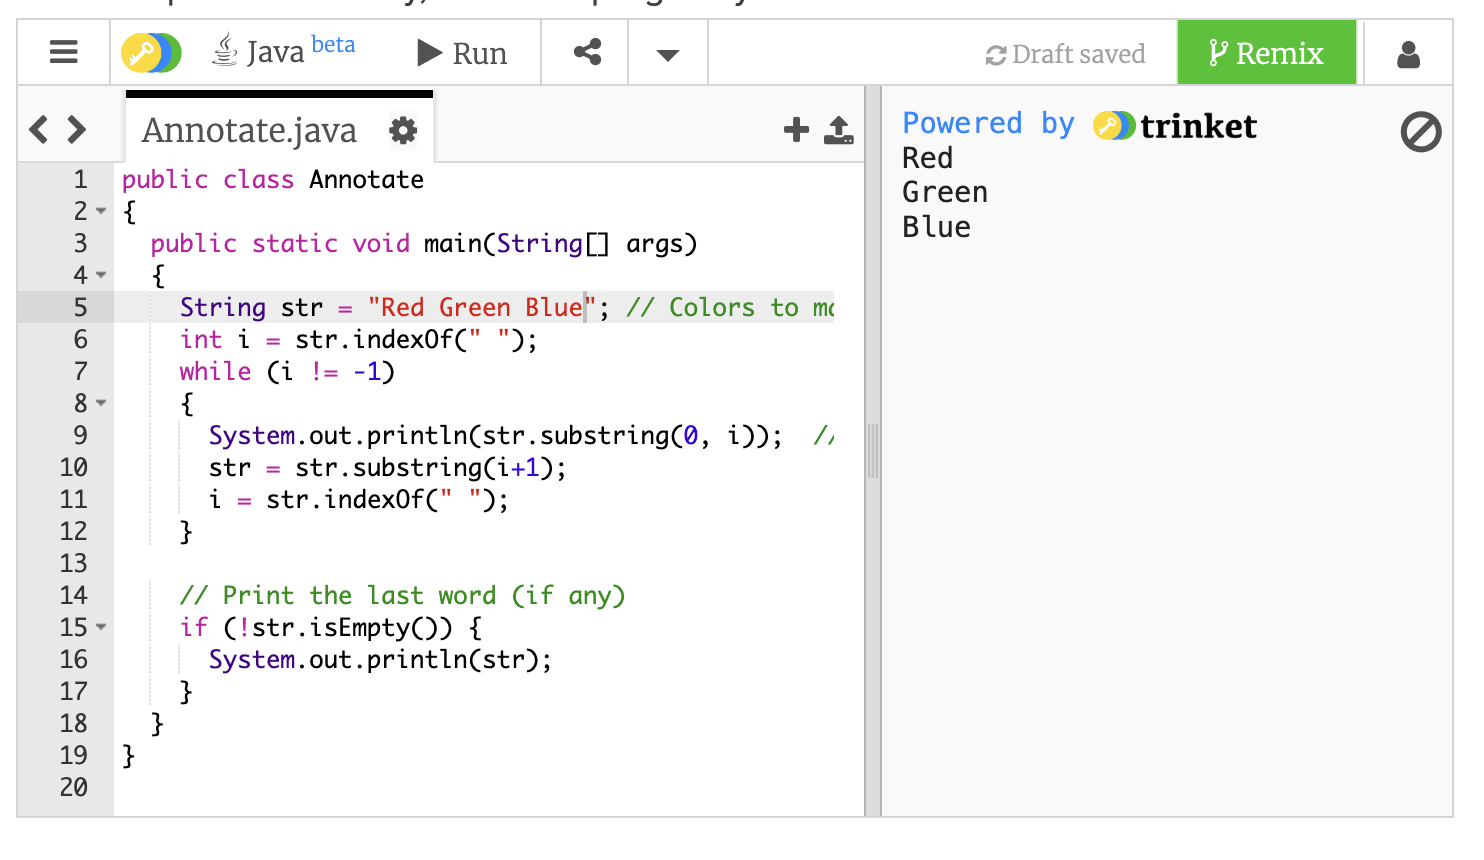 Java beta Run Draft saved Remix
Annotate.java
1 public class Annotate
2 {
3 public static void main(String[] args)
4 {
5 String str = "Red Green Blue"; // Colors to
6 int i = str.indexOf(" ");
7 while (i != -1)
8 {
9 System.out.println(str.substring(0, i)); //
10 str = str.substring(i+1);
11 i = str.indexOf(" ");
12 }
13
14 // Print the last word (if any)
15 if (!str.isEmpty()) {
16 System.out.println(str);
17 }
18 }
19 }
20
Powered by trinket
Red
Green
Blue